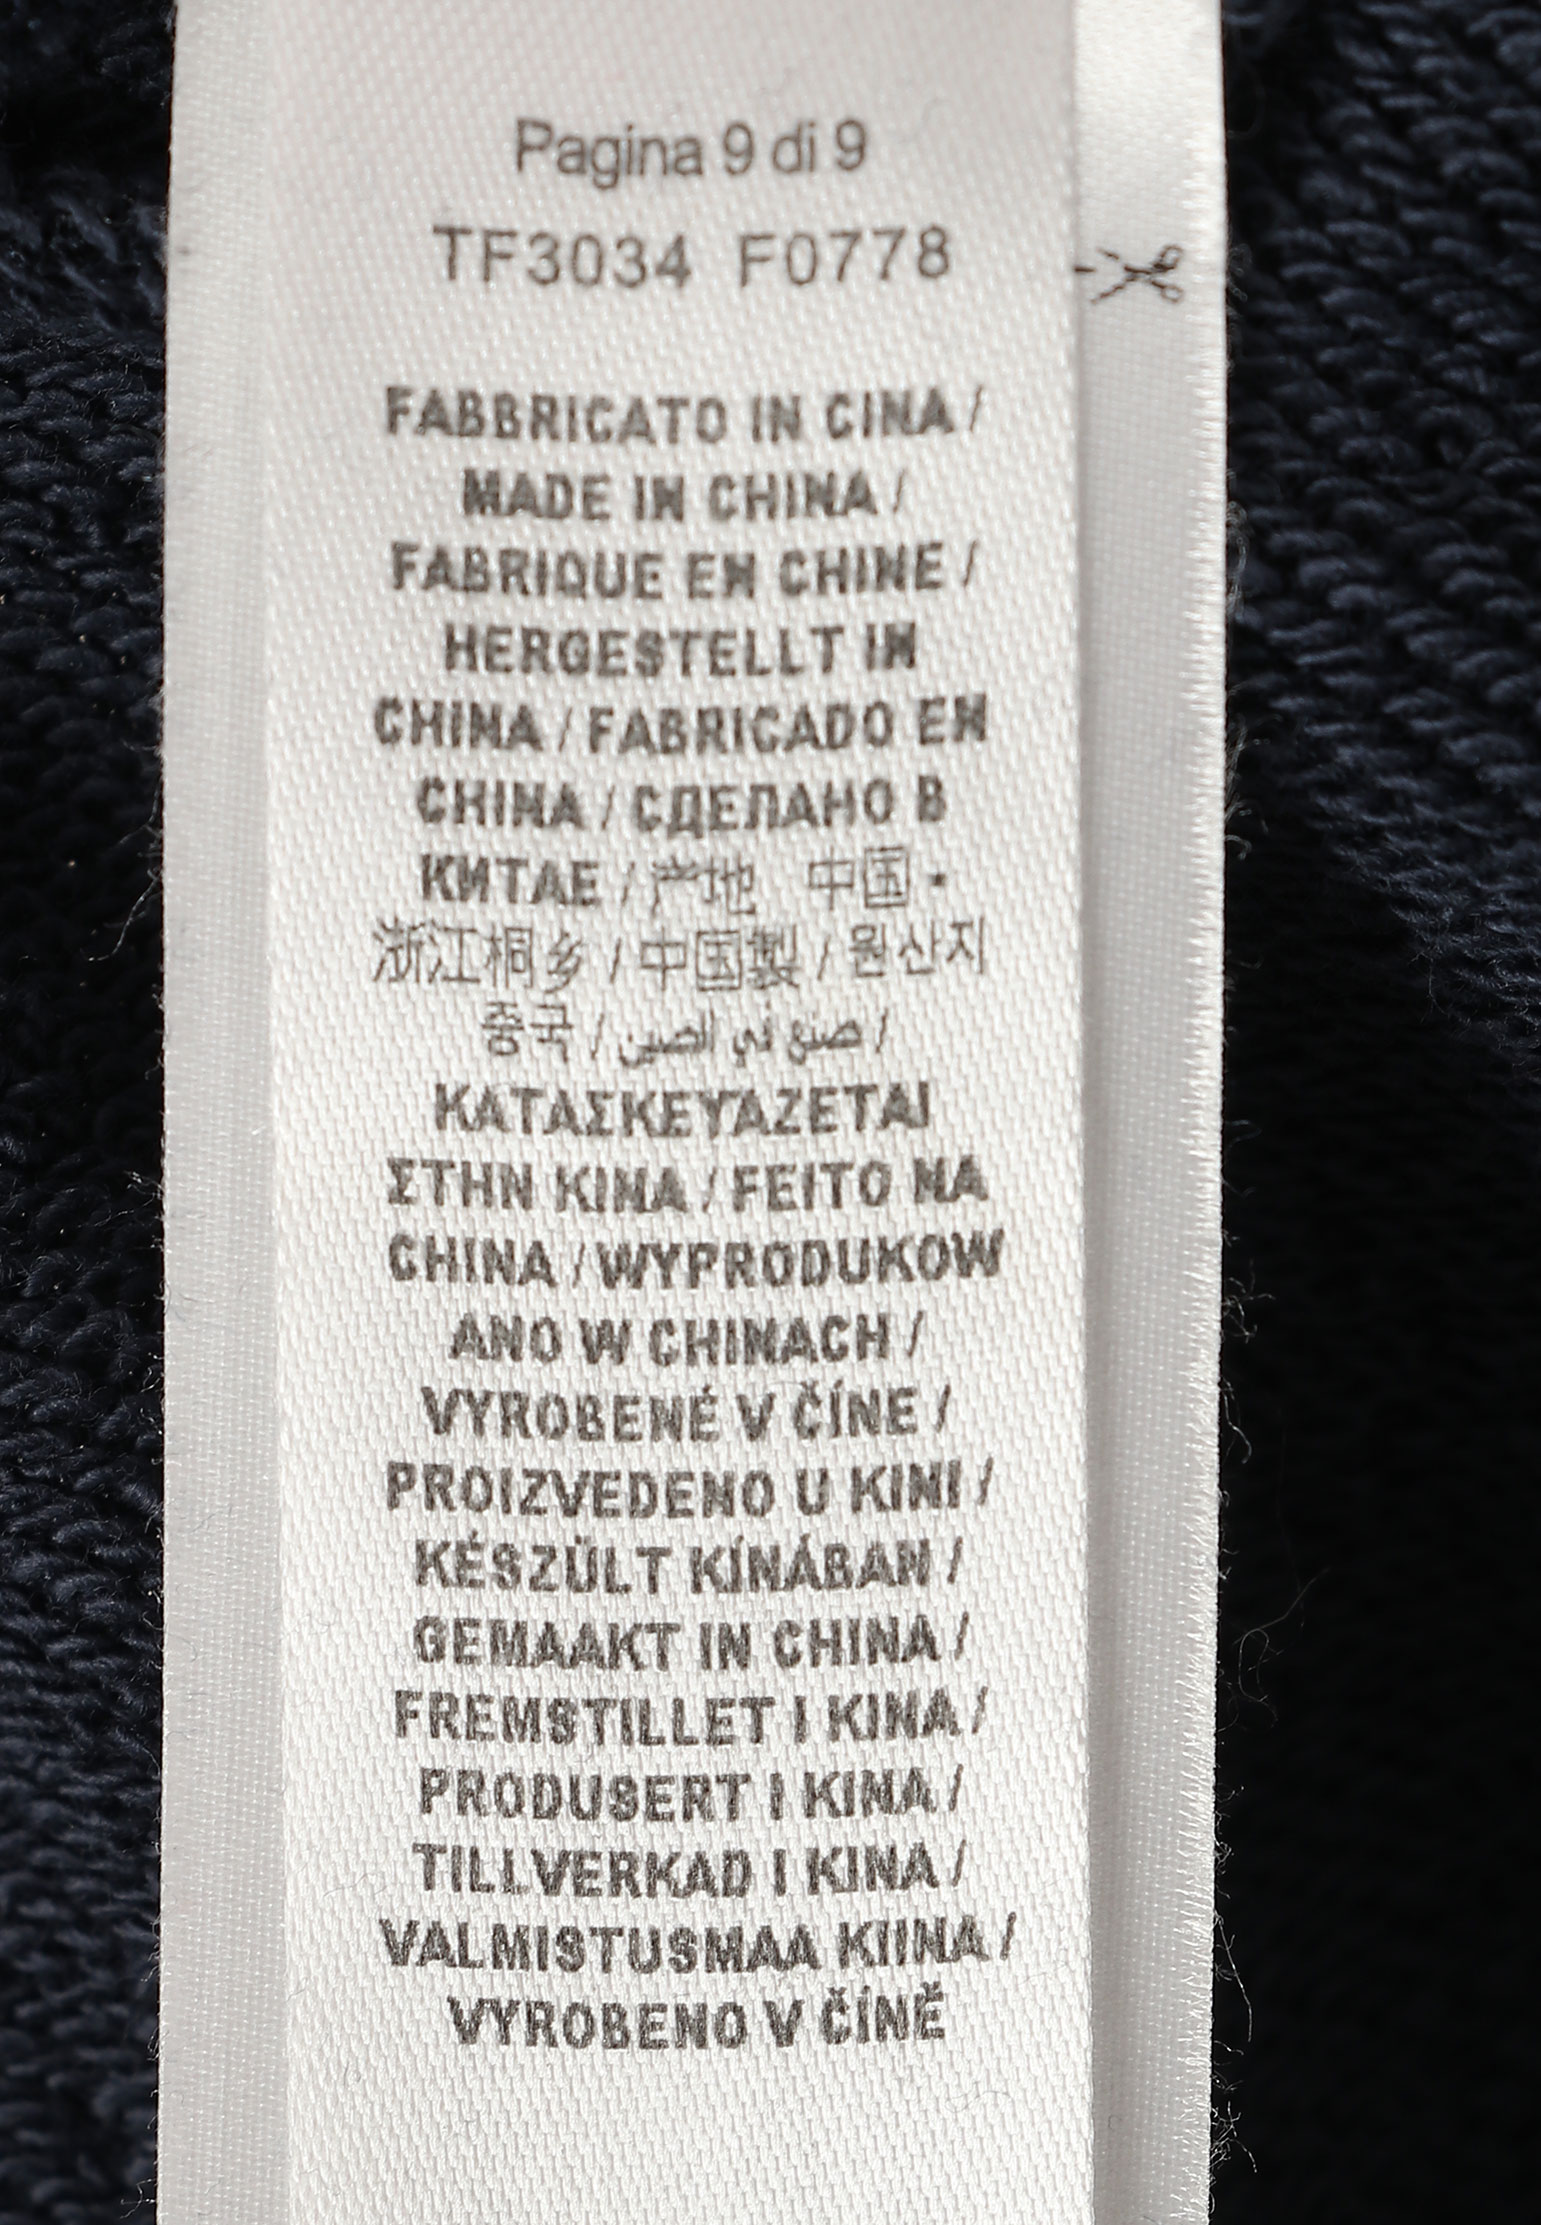 Pagina 9 di 9
TF3034 F0778
FABBRICATO IN CINA /
MADE IN CHINA /
FABRIQUE EN CHINE /
HERGESTELLT IN
CHINA / FABRICADO EN
CHINA / СДЕЛАНО В
КИТАЕ / 产地 中国 •
浙江桐乡 / 中国製 / 원산지
중국 / صنع في الصين /
ΚΑΤΑΣΚΕΥΑΖΕΤΑΙ
ΣΤΗΝ ΚΙΝΑ / FEITO NA
CHINA / WYPRODUKOW
ANO W CHINACH /
VYROBENÉ V ČÍNE /
PROIZVEDENO U KINI /
KÉSZÜLT KÍNÁBAN /
GEMAAKT IN CHINA /
FREMSTILLET I KINA /
PRODUSERT I KINA /
TILLVERKAD I KINA /
VALMISTUSMAA KIINA /
VYROBENO V ČÍNĚ